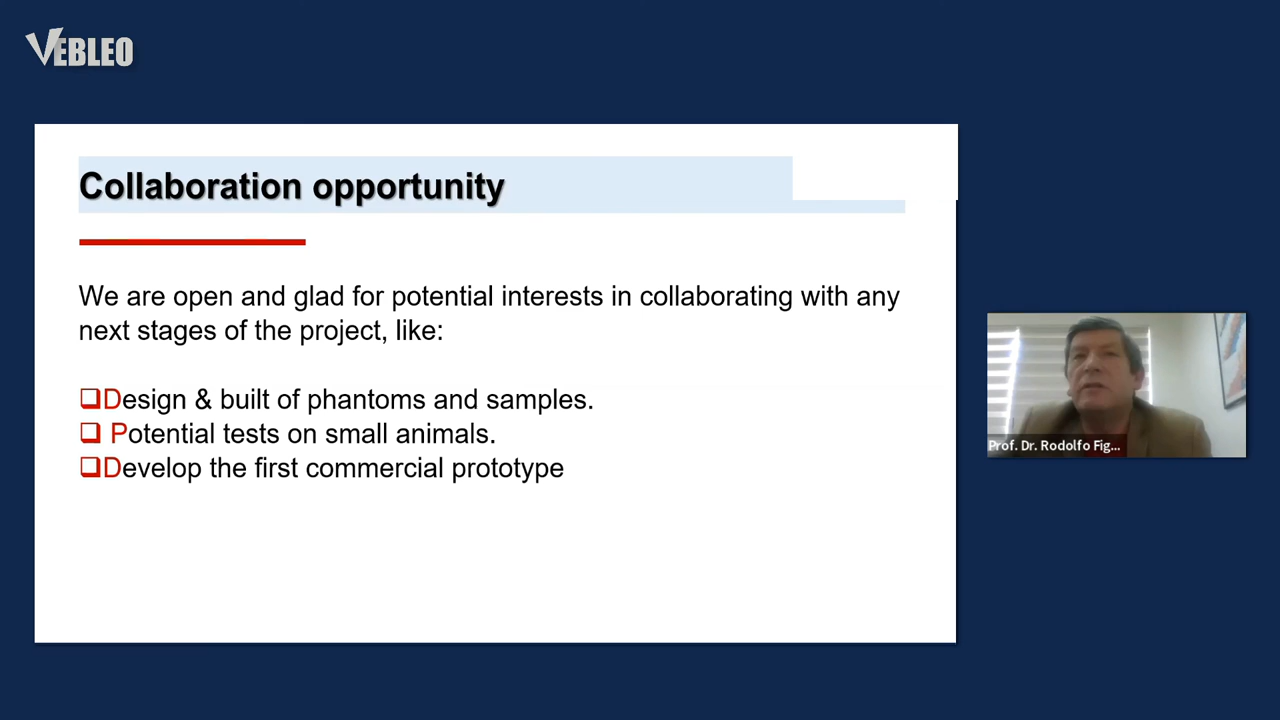 VEBLEO
Collaboration opportunity
We are open and glad for potential interests in collaborating with any
next stages of the project, like:
❑Design & built of phantoms and samples.
❑ Potential tests on small animals.
❑Develop the first commercial prototype
Prof. Dr. Rodolfo Fig...